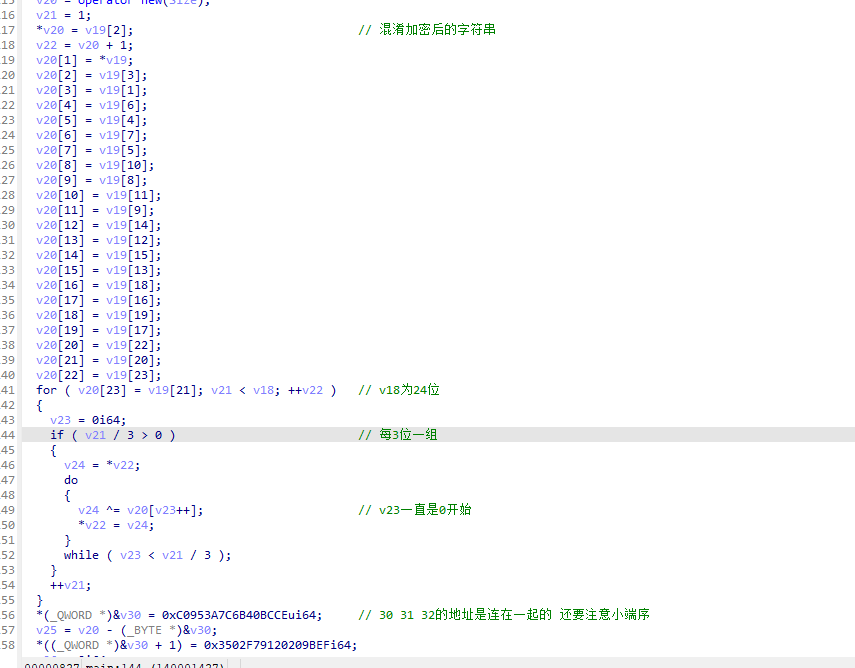 v20 = operator new(Size);
16 v21 = 1;
17 *v20 = v19[2]; // 混淆加密后的字符串
18 v22 = v20 + 1;
19 v20[1] = *v19;
20 v20[2] = v19[3];
21 v20[3] = v19[1];
22 v20[4] = v19[6];
23 v20[5] = v19[4];
24 v20[6] = v19[7];
25 v20[7] = v19[5];
26 v20[8] = v19[10];
27 v20[9] = v19[8];
28 v20[10] = v19[11];
29 v20[11] = v19[9];
30 v20[12] = v19[14];
31 v20[13] = v19[12];
32 v20[14] = v19[15];
33 v20[15] = v19[13];
34 v20[16] = v19[18];
35 v20[17] = v19[16];
36 v20[18] = v19[19];
37 v20[19] = v19[17];
38 v20[20] = v19[22];
39 v20[21] = v19[20];
40 v20[22] = v19[23];
41 for ( v20[23] = v19[21]; v21 < v18; ++v22 ) // v18为24位
42 {
43 v23 = 0i64;
44 if ( v21 / 3 > 0 ) // 每3位一组
45 {
46 v24 = *v22;
47 do
48 {
49 v24 ^= v20[v23++]; // v23一直是0开始
50 *v22 = v24;
51 }
52 while ( v23 < v21 / 3 );
53 }
54 ++v21;
55 }
56 *(_QWORD *)&v30 = 0xC0953A7C6B40BCCEui64; // 30 31 32的地址是连在一起的 还要注意小端序
57 v25 = v20 - (_BYTE *)&v30;
58 *((_QWORD *)&v30 + 1) = 0x3502F79120209BEFi64;